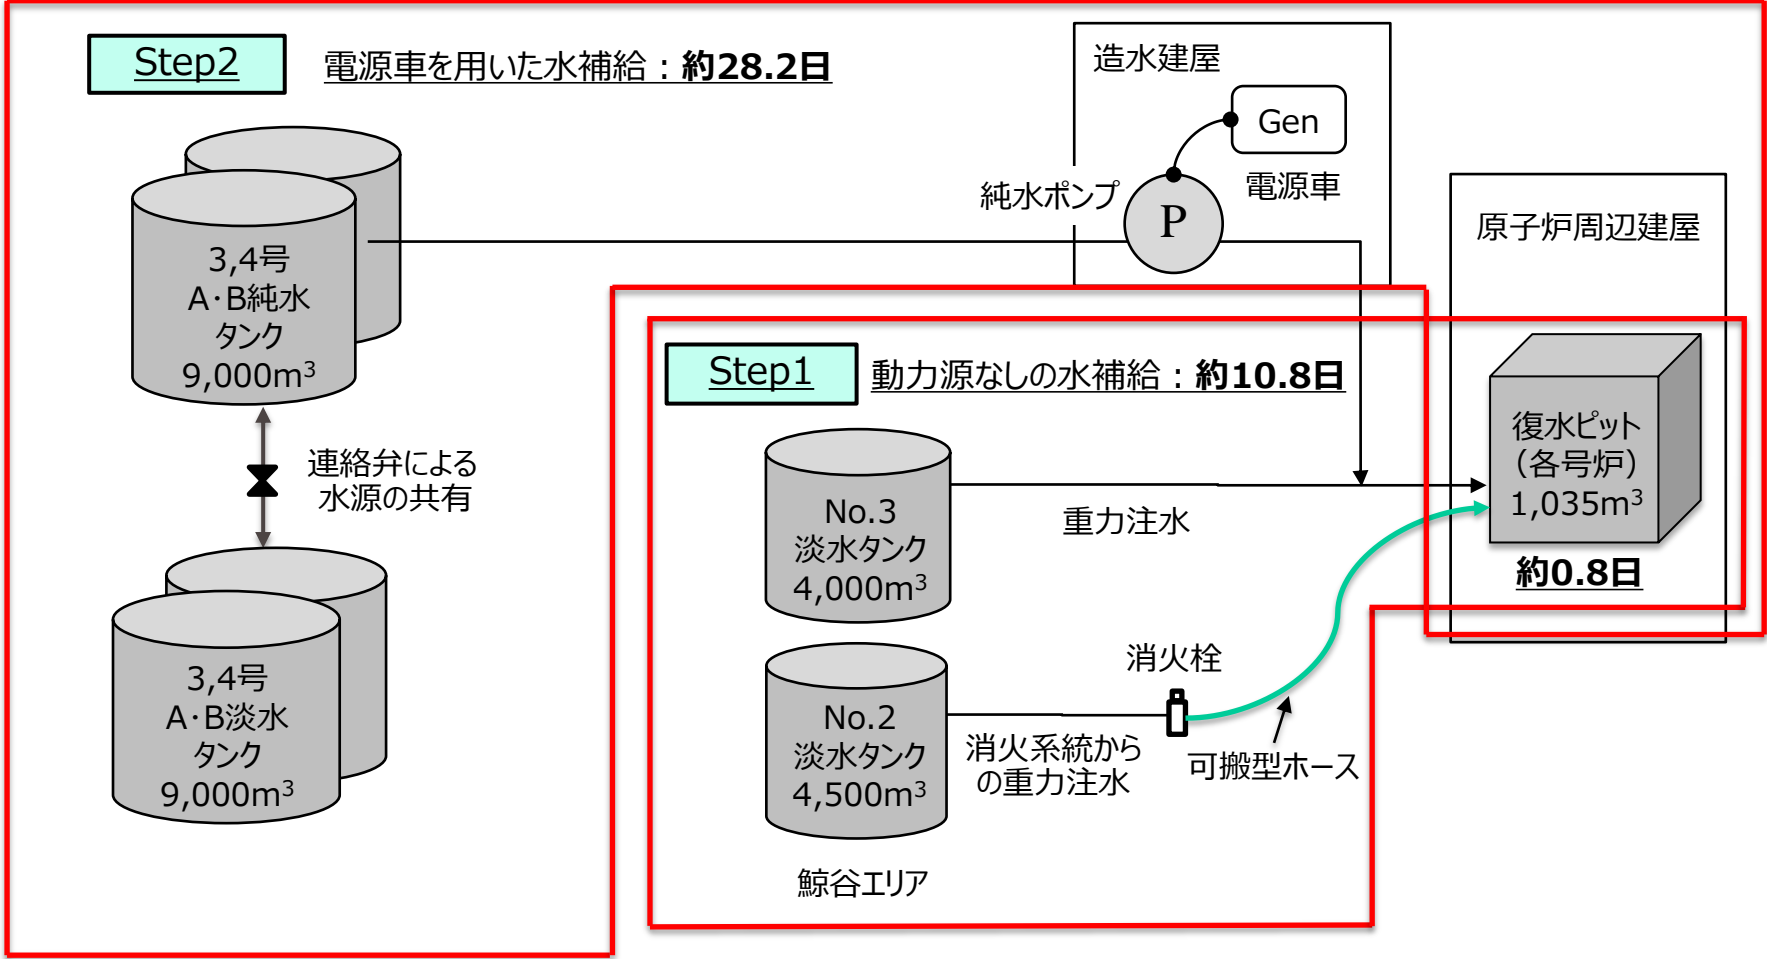 Step2
電源車を用いた水補給：約28.2日
造水建屋
Gen
電源車
純水ポンプ
P
原子炉周辺建屋
3,4号
A・B純水
タンク
9,000m³
連絡弁による
水源の共有
3,4号
A・B淡水
タンク
9,000m³
Step1
動力源なしの水補給：約10.8日
No.3
淡水タンク
4,000m³
重力注水
復水ピット
（各号炉）
1,035m³
約0.8日
No.2
淡水タンク
4,500m³
消火系統から
の重力注水
消火栓
可搬型ホース
鯨谷エリア